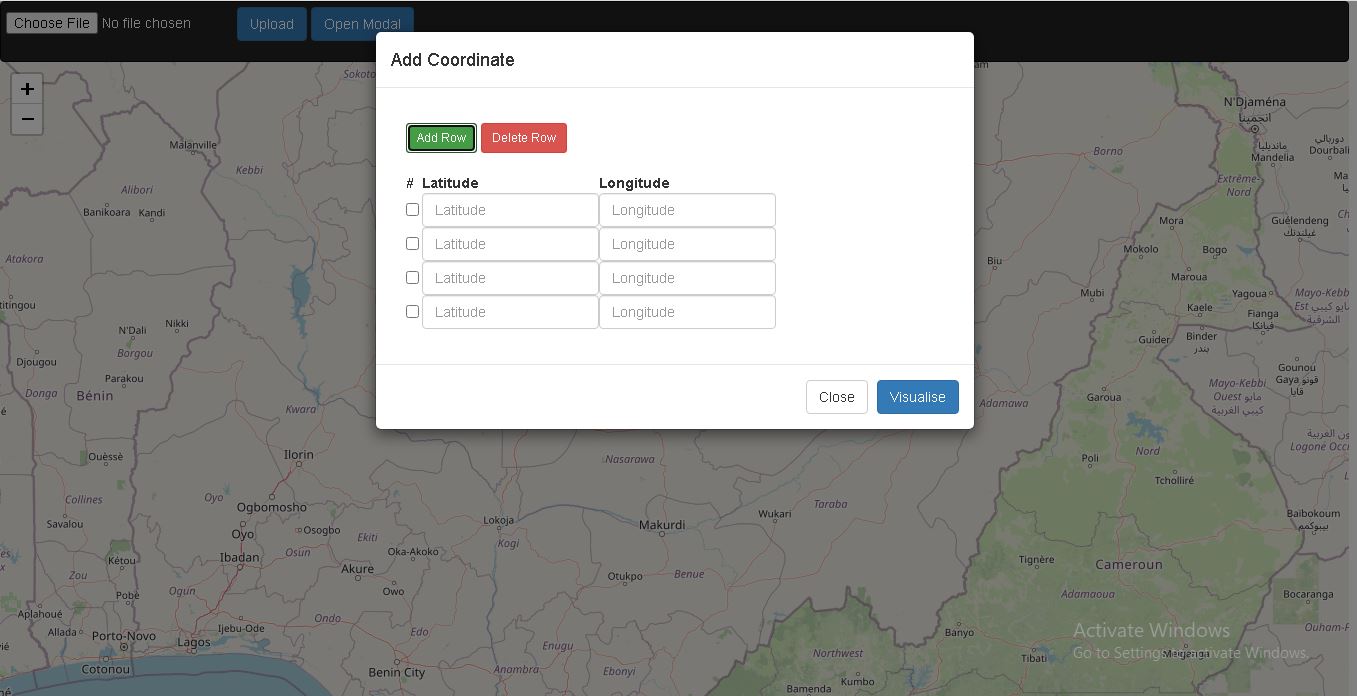 Choose File No file chosen Upload Open Modal
Add Coordinate
+
−
Add Row Delete Row
# Latitude Longitude
Latitude Longitude
Latitude Longitude
Latitude Longitude
Latitude Longitude
Close Visualise
Sokoto
Malanville
Kebbi
Alibori
Banikoara Kandi
Atakora
N'Dali Nikki
Borgou
Djougou
Parakou
Donga
Bénin
Kwara
Ouèssè
Ilorin
Collines
Oyo
Ogbomosho
Savalou
Oyo
Osogbo
Ekiti
Lokoja
Kogi
Nasarawa
Makurdi
Wukari
Taraba
Kétou
Ibadan
Osun
Oka-Akoko
Zou
Akure
Otukpo
Benue
Pobè
Ogun
Owo
Aplahoué
Allada
Porto-Novo
Ijebu-Ode
Ondo
Edo
Lagos
Enugu
Cotonou
Benin City
Anambra
Ebonyi
Northwest
Bamenda
Kumbo
N'Djaména
انجمينا
Borno
Mandelia
Dourbali
دوربالي
Extrême-
Nord
Mora
Guélendeng
غيلندنك
Mokolo
Bogo
Biu
Maroua
Mubi
Yagoua
Mayo-Kebbi
Kaele
Fianga
فيانكا
Guider
Binder
بندر
Gounou
Gaya
Mayo-Kebbi
Ouest
Garoua
Adamawa
Nord
Logone Occ
Poli
Tcholliré
Baibokoum
بيبوكوم
Tignère
Cameroun
Adamaoua
Bocaranga
Ouham-P
Banyo
Tibati
Meiganga
Activate Windows
Go to Settings to activate Windows.